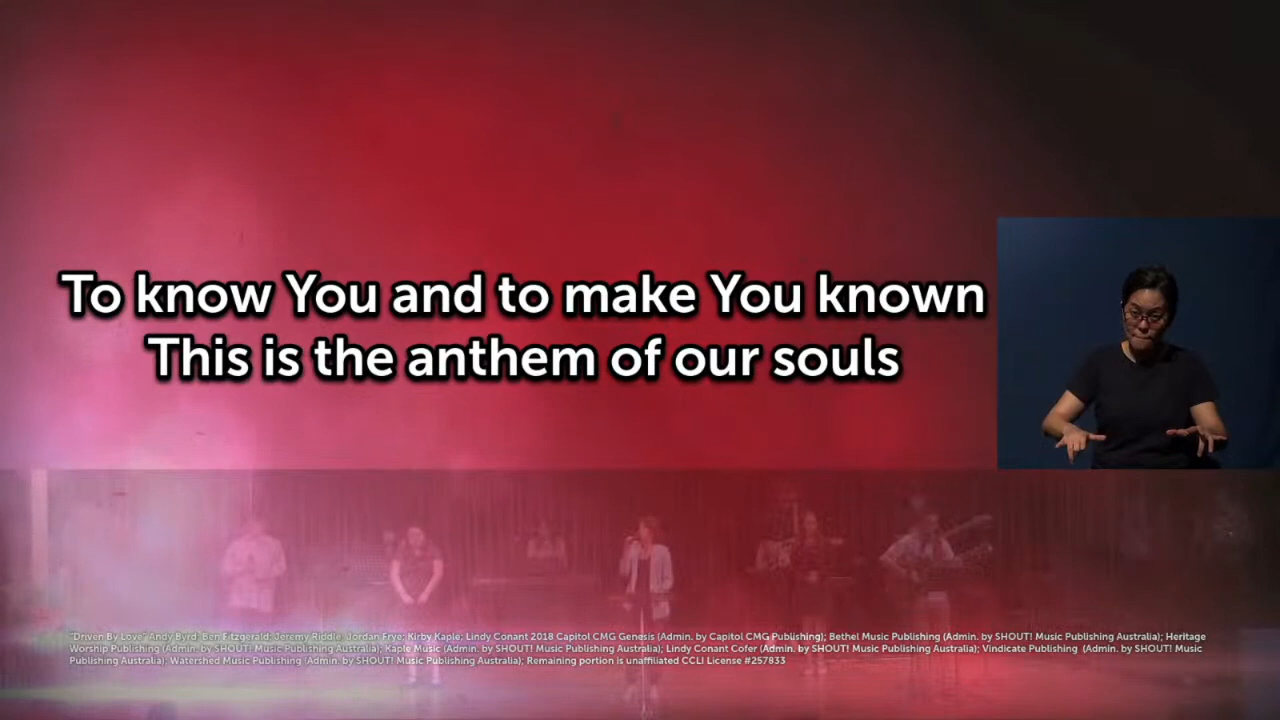 To know You and to make You known
This is the anthem of our souls
"Driven By Love" Andy Byrd; Ben Fitzgerald; Jeremy Riddle; Jordan Frye; Kirby Kaple; Lindy Conant 2018 Capitol CMG Genesis (Admin. by Capitol CMG Publishing); Bethel Music Publishing (Admin. by SHOUT! Music Publishing Australia); Heritage
Worship Publishing (Admin. by SHOUT! Music Publishing Australia); Kaple Music (Admin. by SHOUT! Music Publishing Australia); Lindy Conant Cofer (Admin. by SHOUT! Music Publishing Australia); Vindicate Publishing (Admin. by SHOUT! Music
Publishing Australia); Watershed Music Publishing (Admin. by SHOUT! Music Publishing Australia); Remaining portion is unaffiliated CCLI License #257833